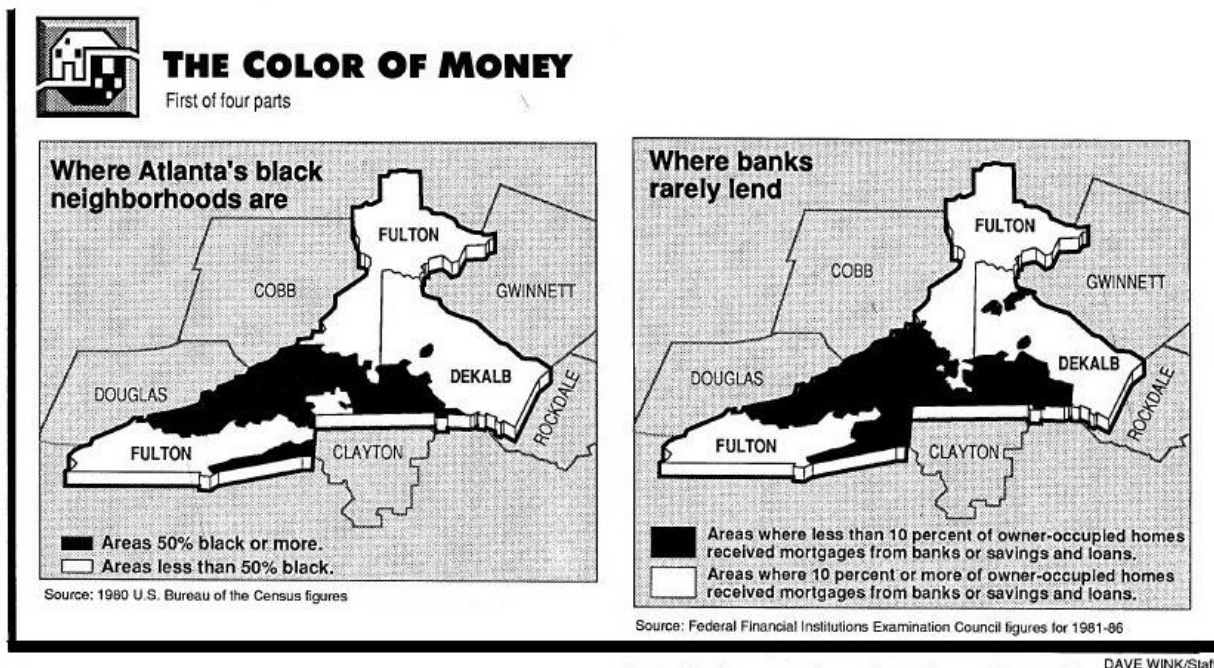 THE COLOR OF MONEY
First of four parts
Where Atlanta's black
neighborhoods are
FULTON
COBB
GWINNETT
DOUGLAS
DEKALB
ROCKDALE
FULTON
CLAYTON
Areas 50% black or more.
Areas less than 50% black.
Source: 1980 U.S. Bureau of the Census figures
Where banks
rarely lend
FULTON
COBB
GWINNETT
DOUGLAS
DEKALB
ROCKDALE
FULTON
CLAYTON
Areas where less than 10 percent of owner-occupied homes
received mortgages from banks or savings and loans.
Areas where 10 percent or more of owner-occupied homes
received mortgages from banks or savings and loans.
Source: Federal Financial Institutions Examination Council figures for 1981-86
DAVE WINK/Staff